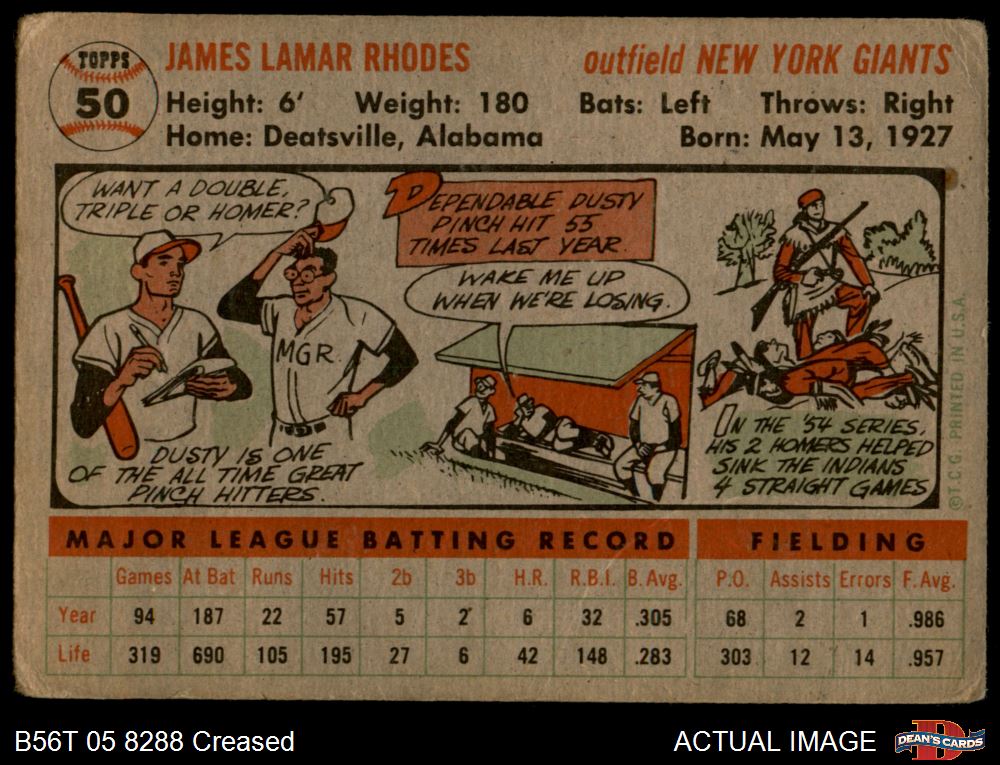 TOPPS
50
JAMES LAMAR RHODES
outfield NEW YORK GIANTS
Height: 6' Weight: 180 Bats: Left Throws: Right
Home: Deatsville, Alabama Born: May 13, 1927
WANT A DOUBLE,
TRIPLE OR HOMER?
MGR.
DUSTY IS ONE
OF THE ALL TIME GREAT
PINCH HITTERS.
DEPENDABLE DUSTY
PINCH HIT 55
TIMES LAST YEAR.
WAKE ME UP
WHEN WE'RE LOSING.
IN THE '54 SERIES,
HIS 2 HOMERS HELPED
SINK THE INDIANS
4 STRAIGHT GAMES
©T.C.G. PRINTED IN U.S.A.
MAJOR LEAGUE BATTING RECORD FIELDING
Games At Bat Runs Hits 2b 3b H.R. R.B.I. B. Avg. P.O. Assists Errors F. Avg.
Year 94 187 22 57 5 2 6 32 .305 68 2 1 .986
Life 319 690 105 195 27 6 42 148 .283 303 12 14 .957
B56T 05 8288 Creased
ACTUAL IMAGE
DEAN'S CARDS